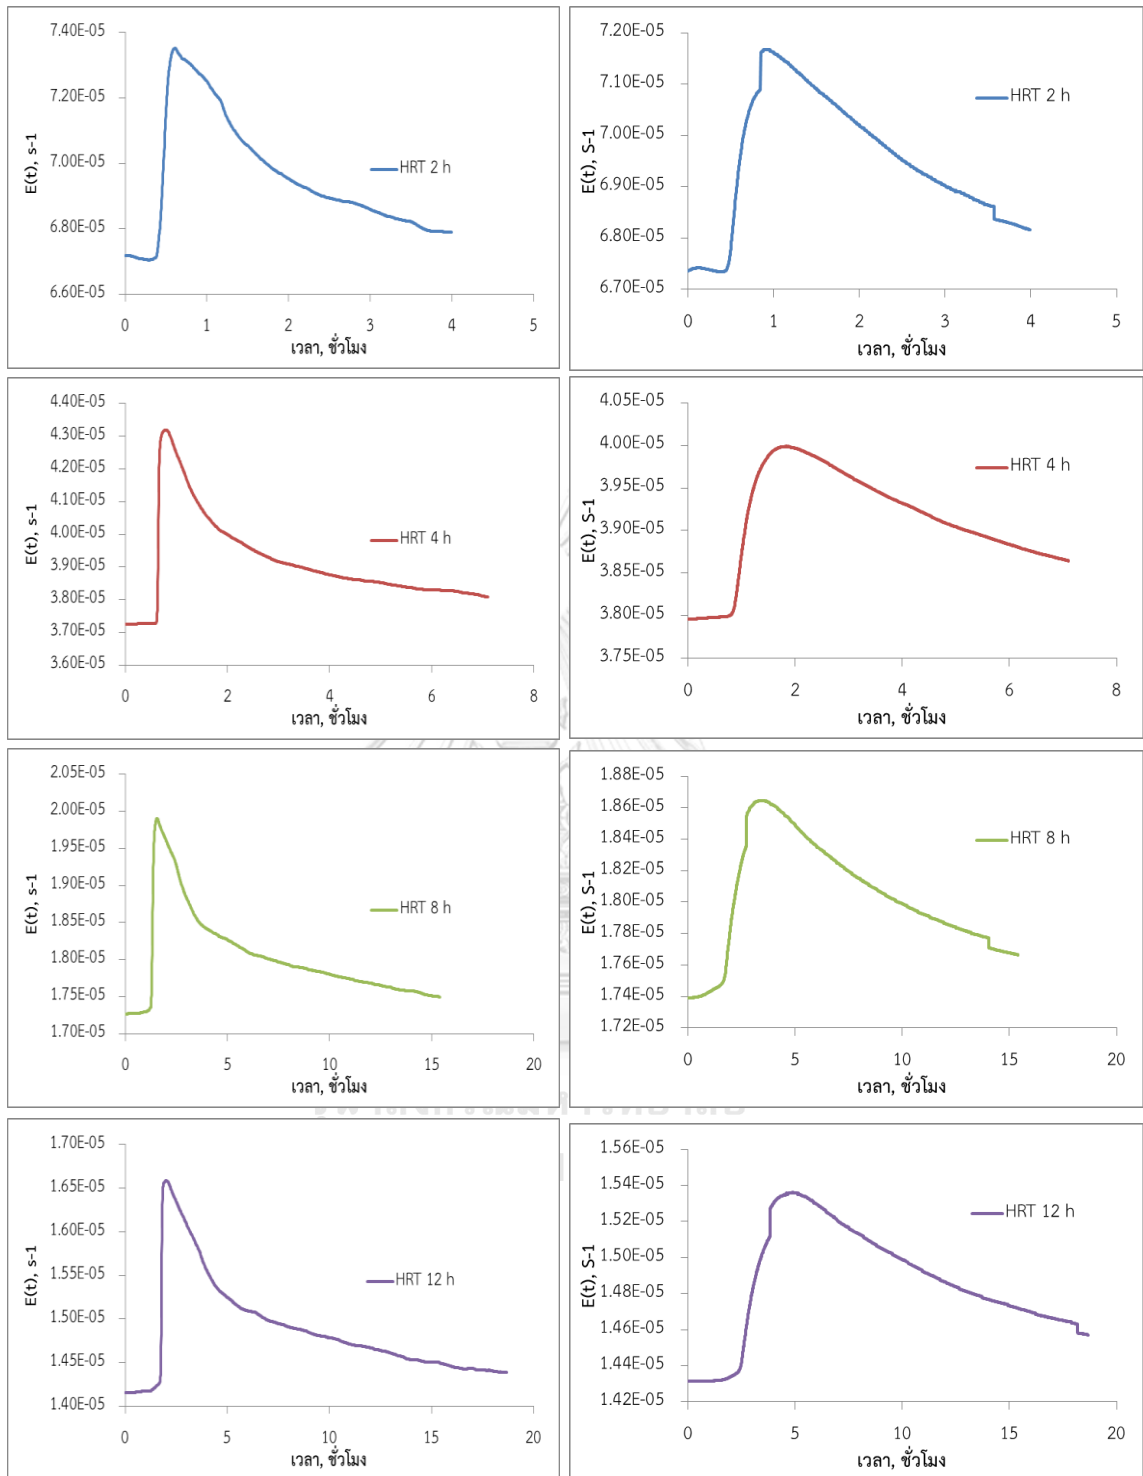 7.40E-05
7.20E-05
7.00E-05
6.80E-05
6.60E-05
E(t), s-1
HRT 2 h
0 1 2 3 4 5
เวลา, ชั่วโมง
7.20E-05
7.10E-05
7.00E-05
6.90E-05
6.80E-05
6.70E-05
E(t), S-1
HRT 2 h
0 1 2 3 4 5
เวลา, ชั่วโมง
4.40E-05
4.30E-05
4.20E-05
4.10E-05
4.00E-05
3.90E-05
3.80E-05
3.70E-05
3.60E-05
E(t), s-1
HRT 4 h
0 2 4 6 8
เวลา, ชั่วโมง
4.05E-05
4.00E-05
3.95E-05
3.90E-05
3.85E-05
3.80E-05
3.75E-05
E(t), S-1
HRT 4 h
0 2 4 6 8
เวลา, ชั่วโมง
2.05E-05
2.00E-05
1.95E-05
1.90E-05
1.85E-05
1.80E-05
1.75E-05
1.70E-05
E(t), s-1
HRT 8 h
0 5 10 15 20
เวลา, ชั่วโมง
1.88E-05
1.86E-05
1.84E-05
1.82E-05
1.80E-05
1.78E-05
1.76E-05
1.74E-05
1.72E-05
E(t), S-1
HRT 8 h
0 5 10 15 20
เวลา, ชั่วโมง
1.70E-05
1.65E-05
1.60E-05
1.55E-05
1.50E-05
1.45E-05
1.40E-05
E(t), s-1
HRT 12 h
0 5 10 15 20
เวลา, ชั่วโมง
1.56E-05
1.54E-05
1.52E-05
1.50E-05
1.48E-05
1.46E-05
1.44E-05
1.42E-05
E(t), S-1
HRT 12 h
0 5 10 15 20
เวลา, ชั่วโมง